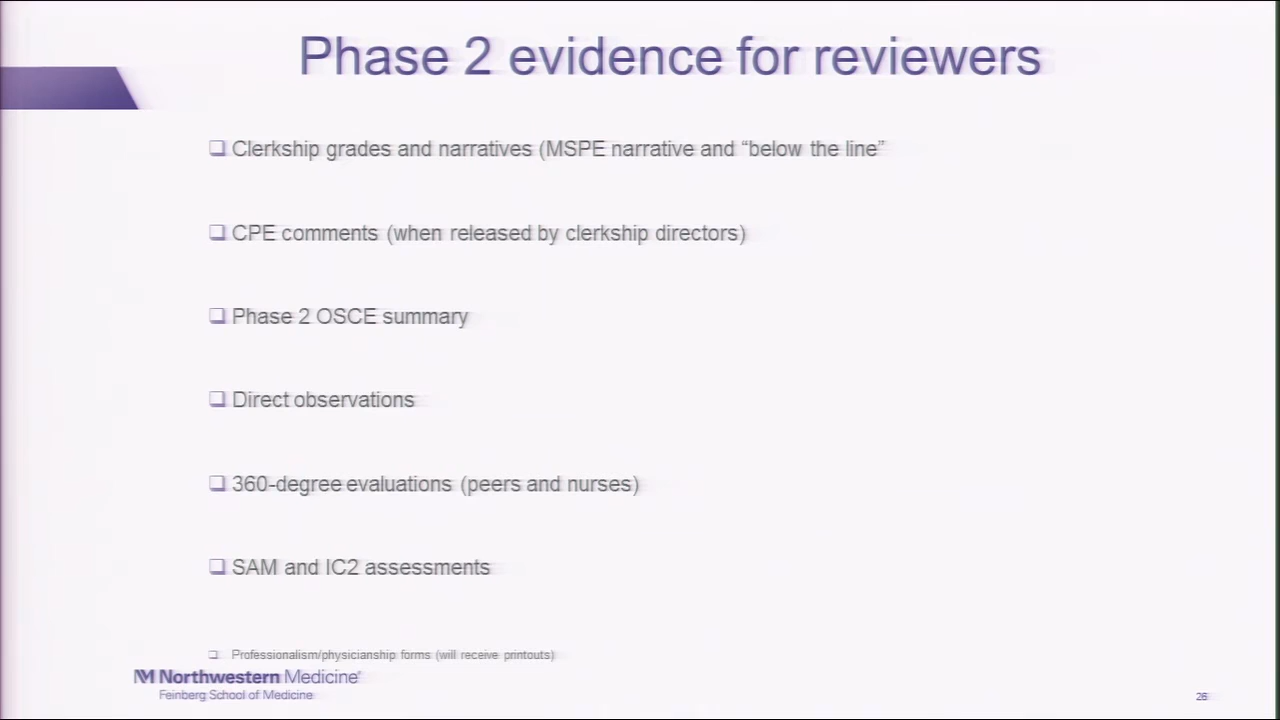 Phase 2 evidence for reviewers
❑ Clerkship grades and narratives (MSPE narrative and “below the line”
❑ CPE comments (when released by clerkship directors)
❑ Phase 2 OSCE summary
❑ Direct observations
❑ 360-degree evaluations (peers and nurses)
❑ SAM and IC2 assessments
❑ Professionalism/physicianship forms (will receive printouts)
NM Northwestern Medicine®
Feinberg School of Medicine
26